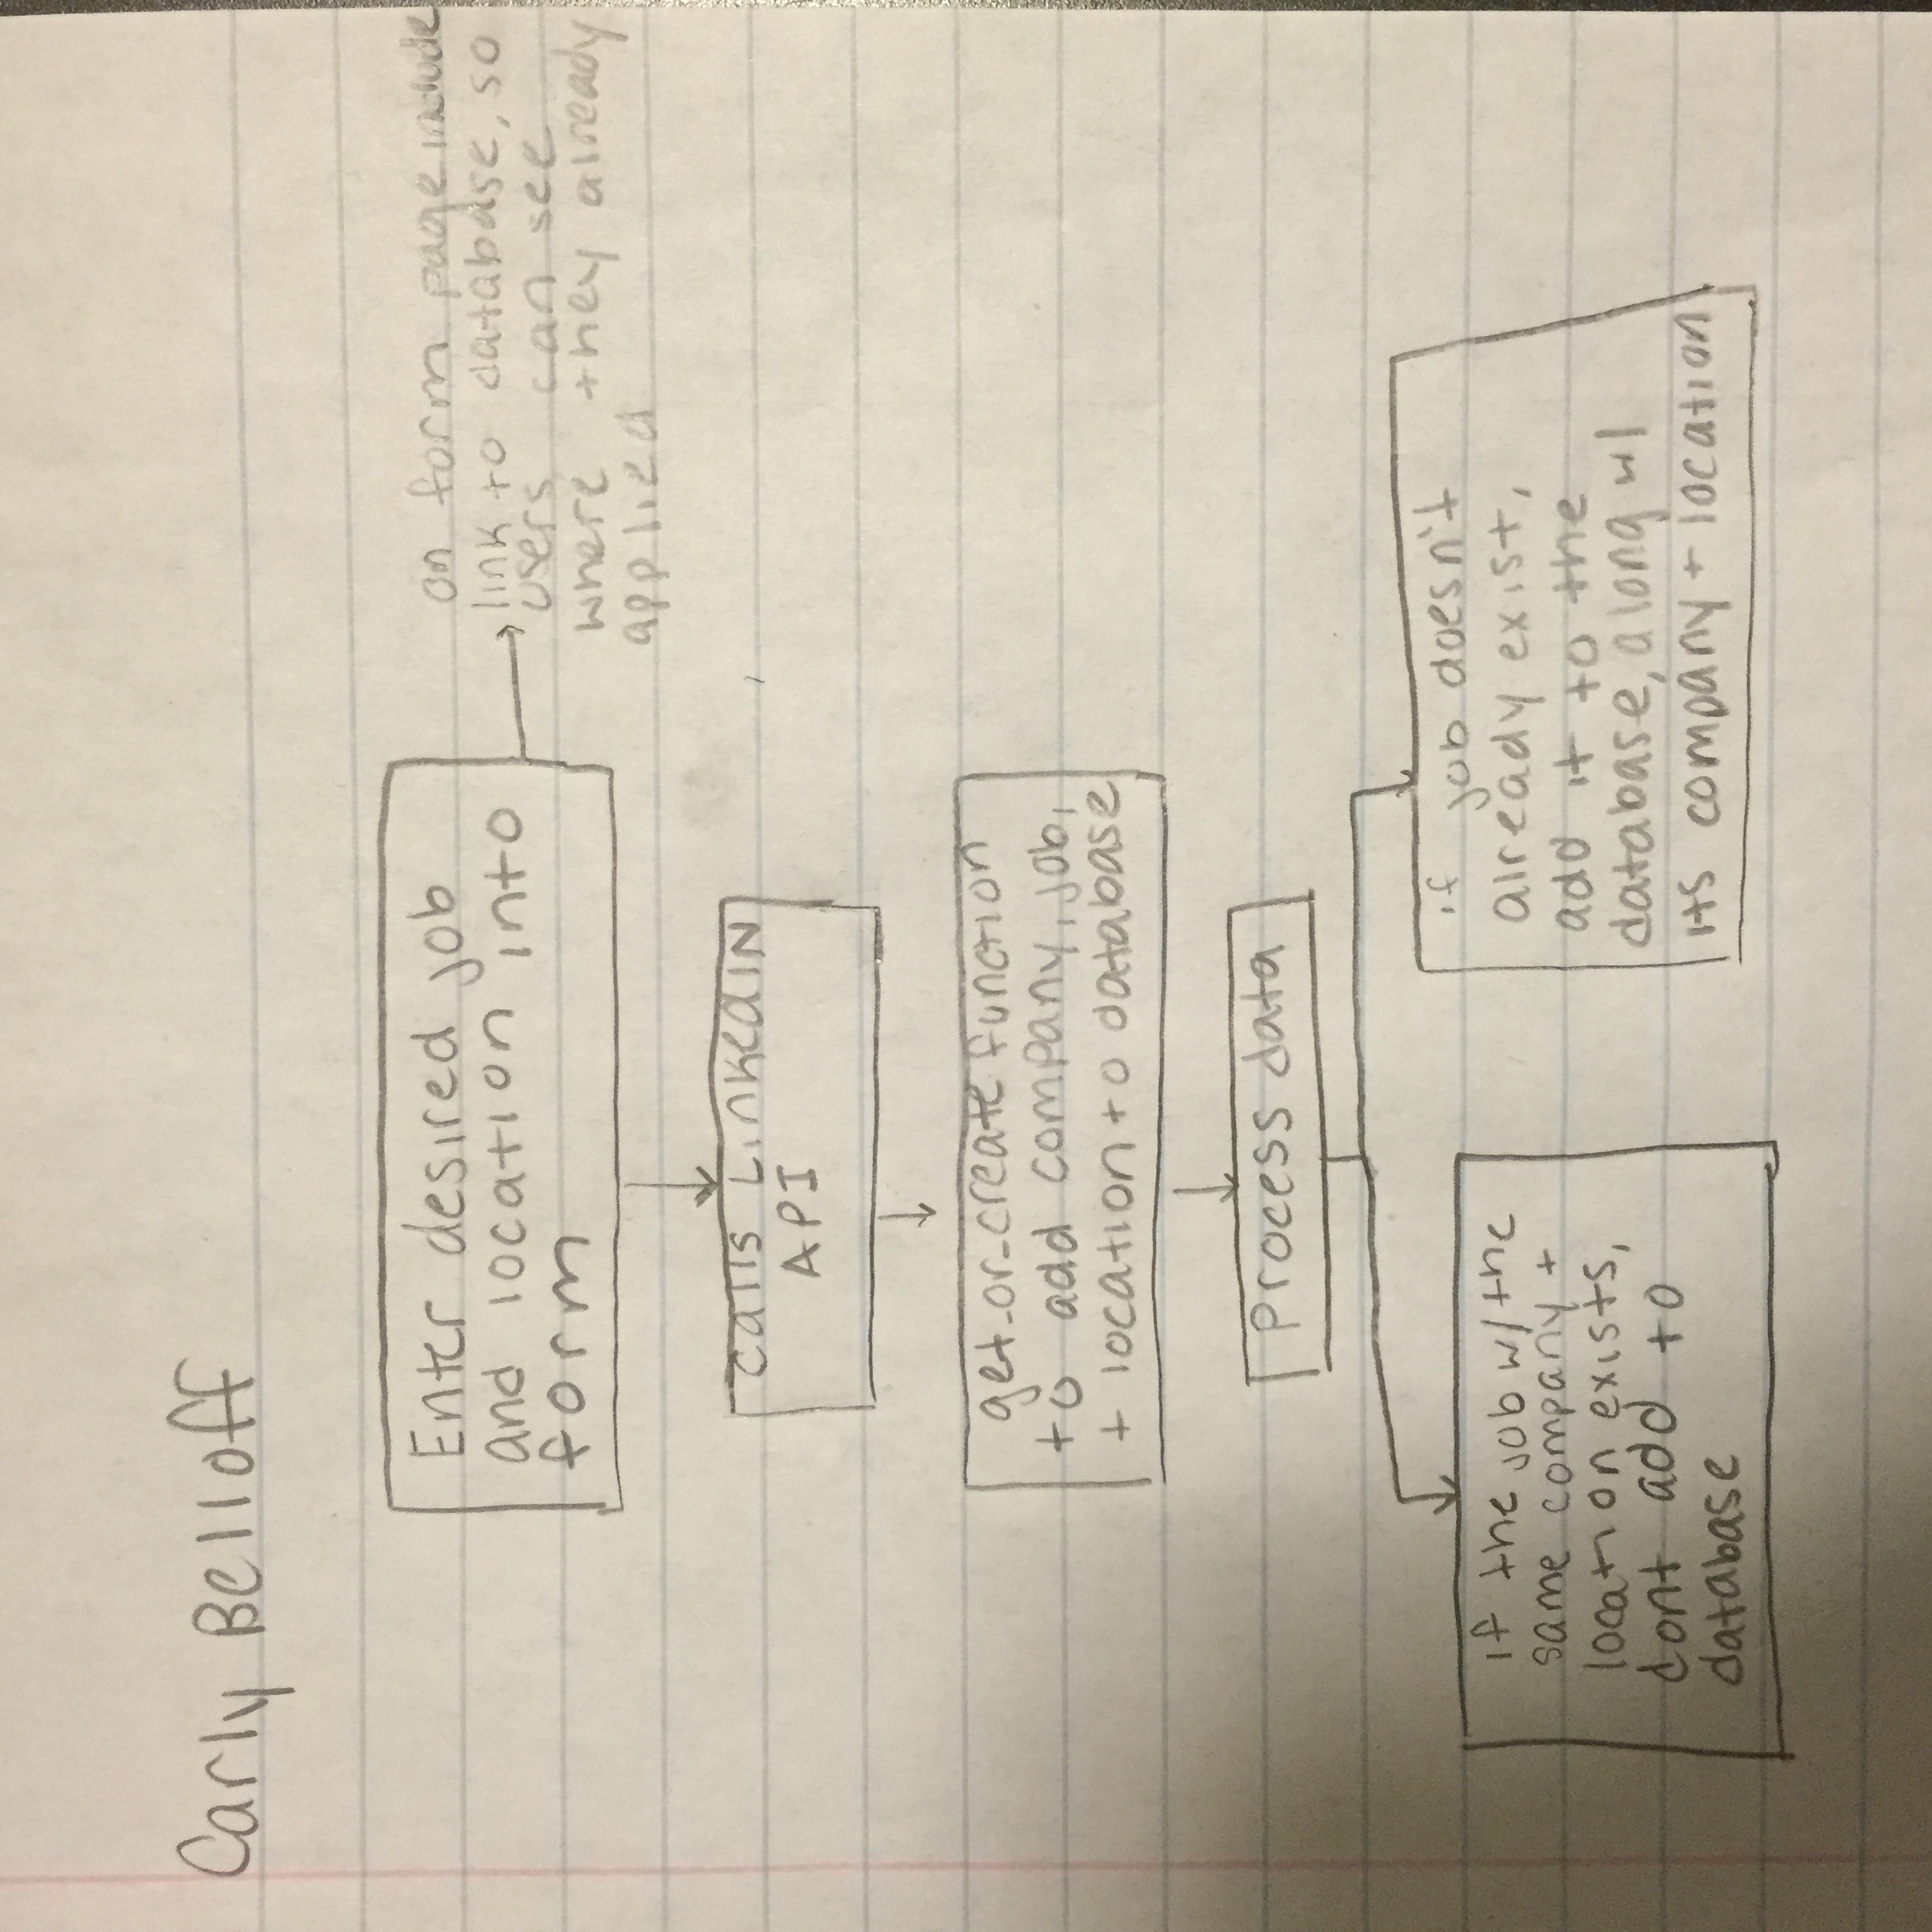 Carly Belloff
Enter desired job
and location into
form
on form page include
link to database, so
users can see
where they already
applied
calls LinkedIN
API
get_or_create function
to add company, job,
+ location to database
Process data
if the job w/ the
same company +
location exists,
dont add to
database
if job doesn't
already exist,
add it to the
database, along w/
its company + location